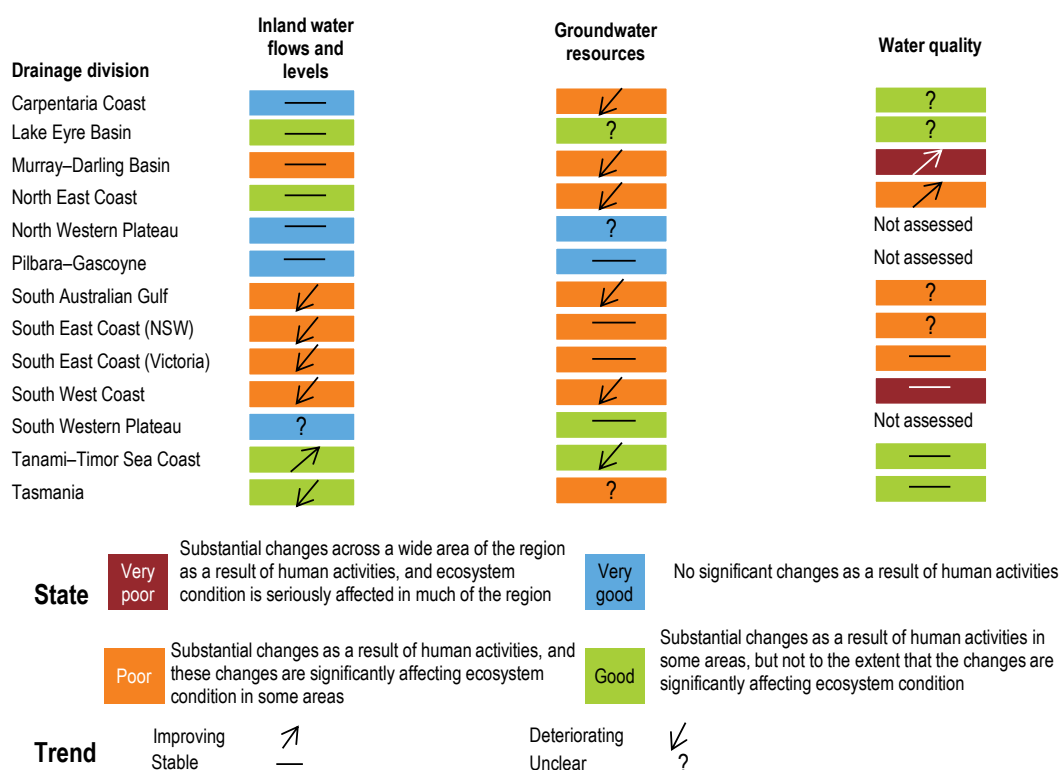 Inland water
flows and
levels
Groundwater
resources
Water quality
Drainage division
Carpentaria Coast ?
Lake Eyre Basin ? ?
Murray–Darling Basin
North East Coast
North Western Plateau ? Not assessed
Pilbara–Gascoyne Not assessed
South Australian Gulf ?
South East Coast (NSW) ?
South East Coast (Victoria)
South West Coast
South Western Plateau ? Not assessed
Tanami–Timor Sea Coast
Tasmania ?
State
Very
poor
Substantial changes across a wide area of the region
as a result of human activities, and ecosystem
condition is seriously affected in much of the region
Very
good
No significant changes as a result of human activities
Poor
Substantial changes as a result of human activities, and
these changes are significantly affecting ecosystem
condition in some areas
Good
Substantial changes as a result of human activities in
some areas, but not to the extent that the changes are
significantly affecting ecosystem condition
Trend
Improving
Stable
Deteriorating
Unclear ?